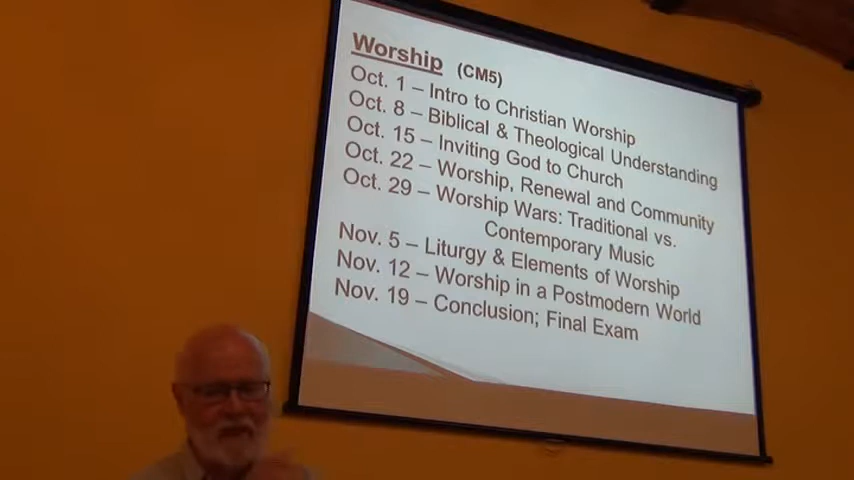 Worship (CM5)
Oct. 1 – Intro to Christian Worship
Oct. 8 – Biblical & Theological Understanding
Oct. 15 – Inviting God to Church
Oct. 22 – Worship, Renewal and Community
Oct. 29 – Worship Wars: Traditional vs.
Contemporary Music
Nov. 5 – Liturgy & Elements of Worship
Nov. 12 – Worship in a Postmodern World
Nov. 19 – Conclusion; Final Exam